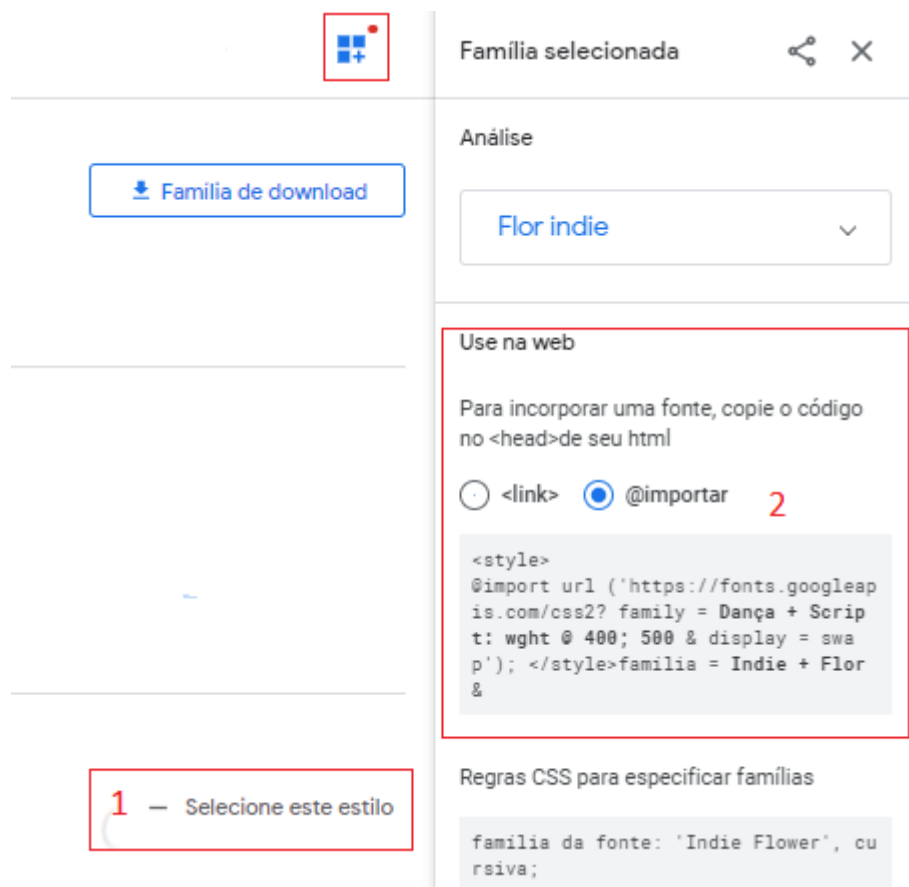 Família selecionada
Análise
Família de download
Flor indie
Use na web
Para incorporar uma fonte, copie o código
no <head>de seu html
<link> @importar
2
<style>
@import url ('https://fonts.googleap
is.com/css2? family = Dança + Scrip
t: wght @ 400; 500 & display = swa
p'); </style>família = Indie + Flor
&
1 — Selecione este estilo
Regras CSS para especificar famílias
família da fonte: 'Indie Flower', cu
rsiva;